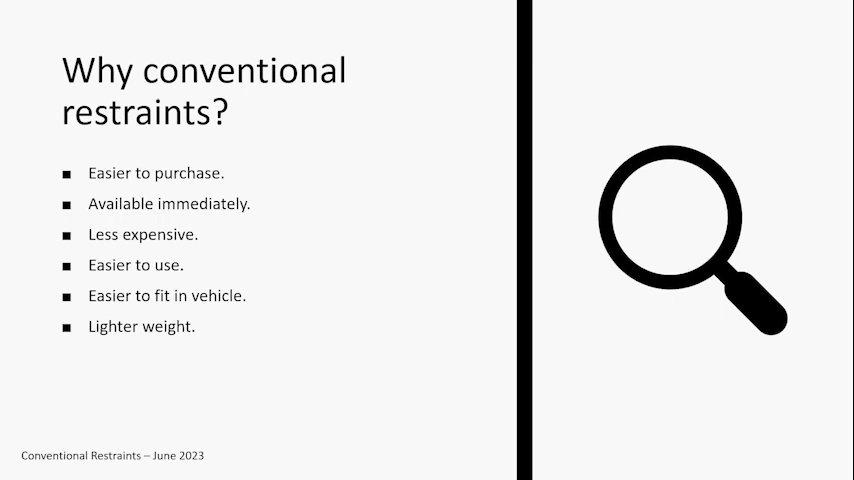 Why conventional
restraints?
■ Easier to purchase.
■ Available immediately.
■ Less expensive.
■ Easier to use.
■ Easier to fit in vehicle.
■ Lighter weight.
Conventional Restraints – June 2023